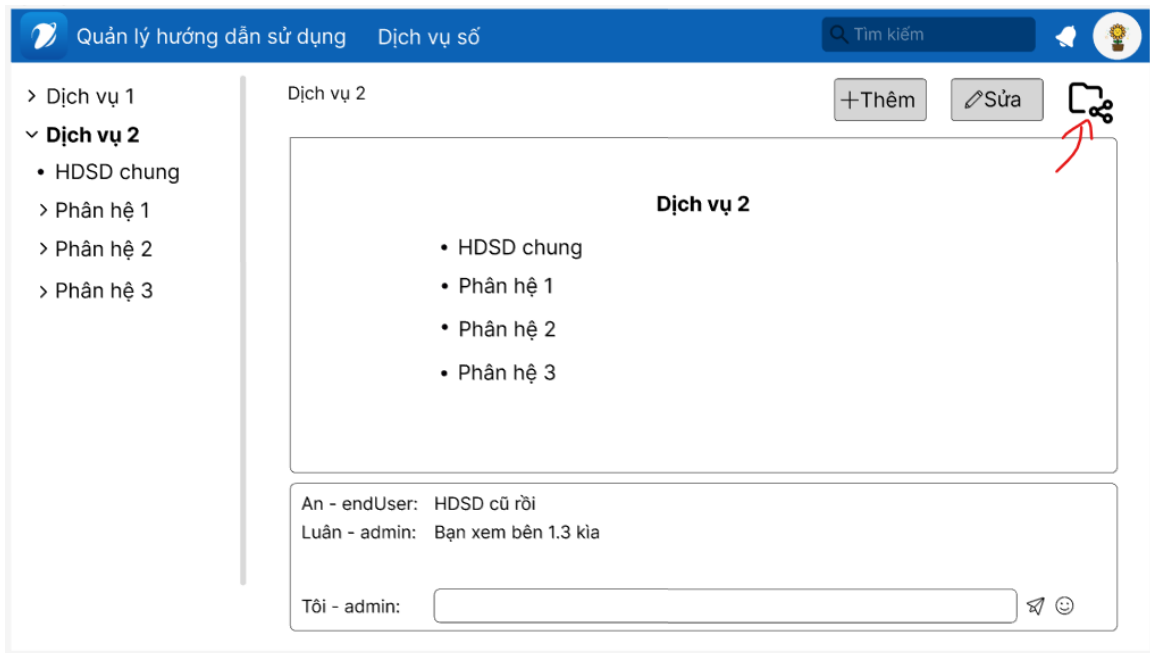 Quản lý hướng dẫn sử dụng Dịch vụ số Tìm kiếm
> Dịch vụ 1
Dịch vụ 2
• HDSD chung
> Phân hệ 1
> Phân hệ 2
> Phân hệ 3
Dịch vụ 2
+Thêm
Sửa
Dịch vụ 2
• HDSD chung
• Phân hệ 1
• Phân hệ 2
• Phân hệ 3
An - endUser: HDSD cũ rồi
Luân - admin: Bạn xem bên 1.3 kìa
Tôi - admin: